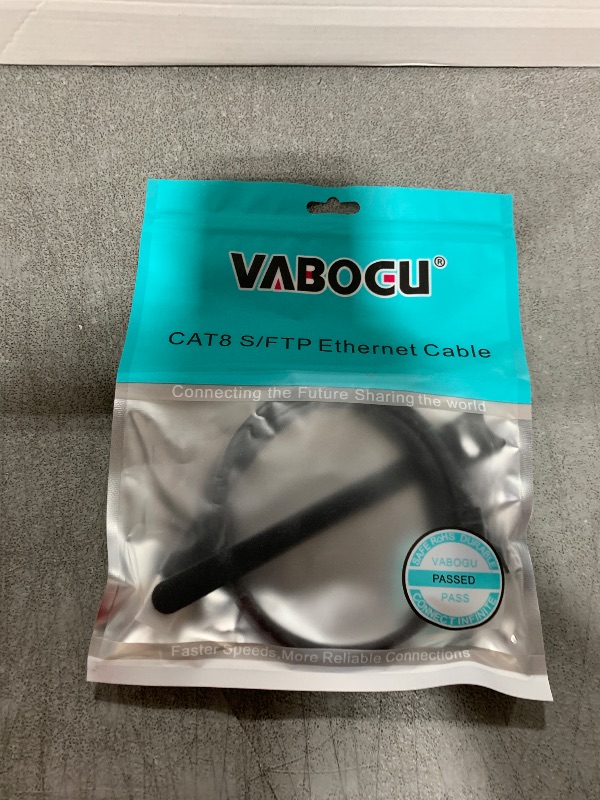 VABOGU®
CAT8 S/FTP Ethernet Cable
Connecting the Future Sharing the world
SAFE RoHS DURABLE
VABOGU
PASSED
PASS
CONNECT INFINITE
Faster Speeds,More Reliable Connections